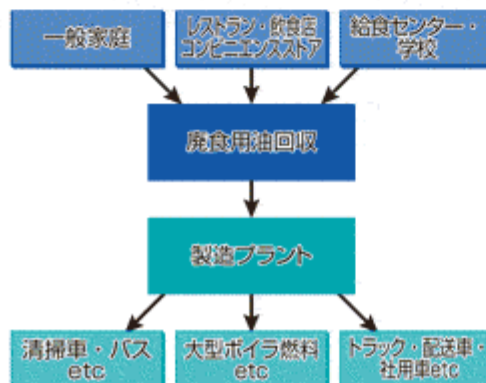 一般家庭
レストラン・飲食店
コンビニエンスストア
給食センター・
学校
廃食用油回収
製造プラント
清掃車・バス
etc
大型ボイラ燃料
etc
トラック・配送車・
社用車etc